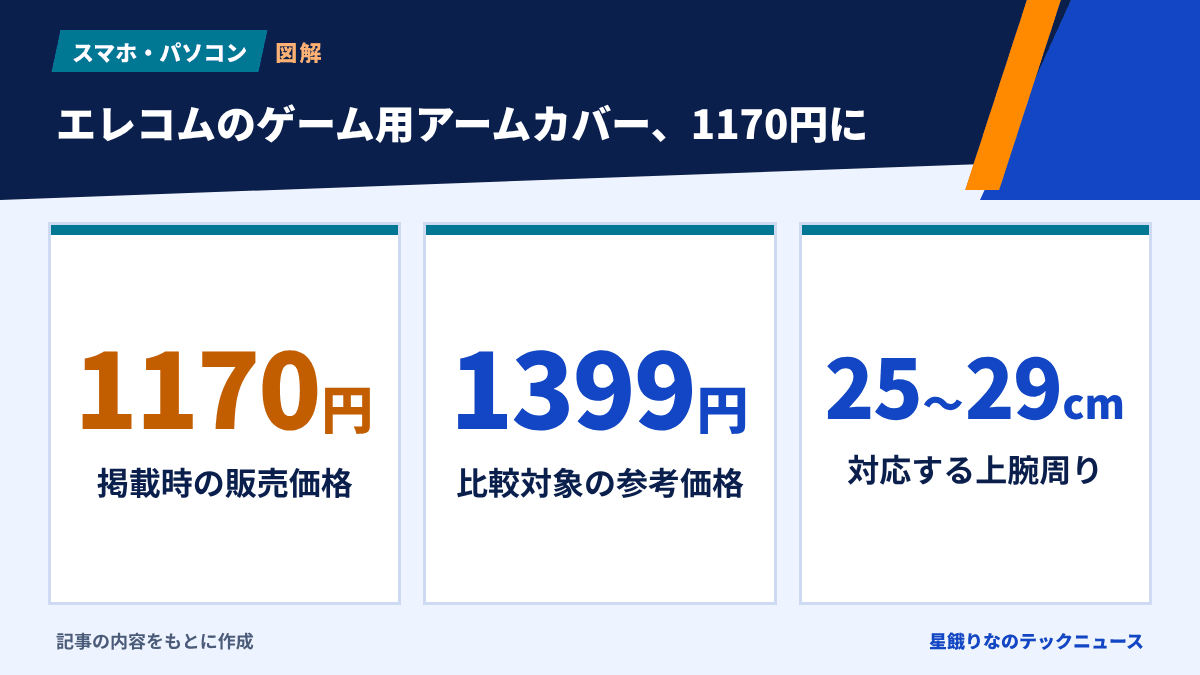 スマホ・パソコン 図解
エレコムのゲーム用アームカバー、1170円に
1170円
掲載時の販売価格
1399円
比較対象の参考価格
25～29cm
対応する上腕周り
記事の内容をもとに作成
星餓りなのテックニュース